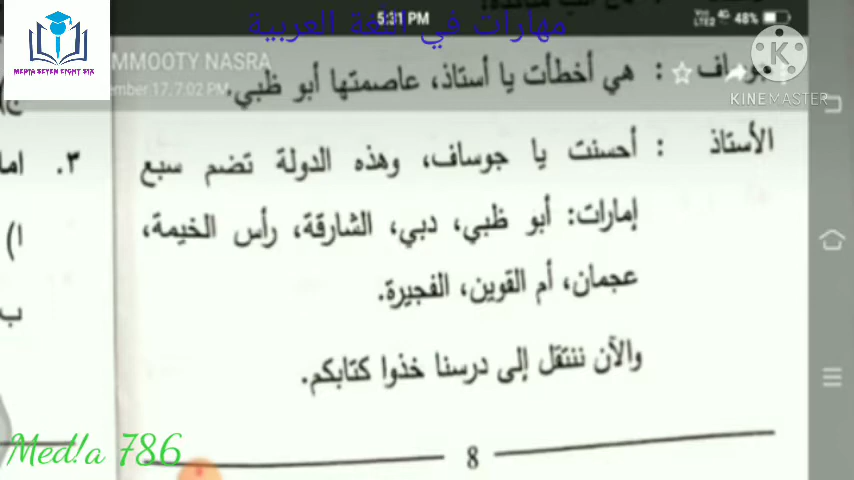 5:31 PM
48%
مهارات في اللغة العربية
MEDIA SEVEN EIGHT SIX
MMOOTY NASRA
ember 17, 7:02 PM
KINEMASTER
: هي أخطأت يا أستاذ، عاصمتها أبو ظبي.
الأستاذ : أحسنت يا جوساف، وهذه الدولة تضم سبع
إمارات: أبو ظبي، دبي، الشارقة، رأس الخيمة،
عجمان، أم القوين، الفجيرة.
والآن ننتقل إلى درسنا خذوا كتابكم.
٣.
ا)
ب
8
Med!a 786